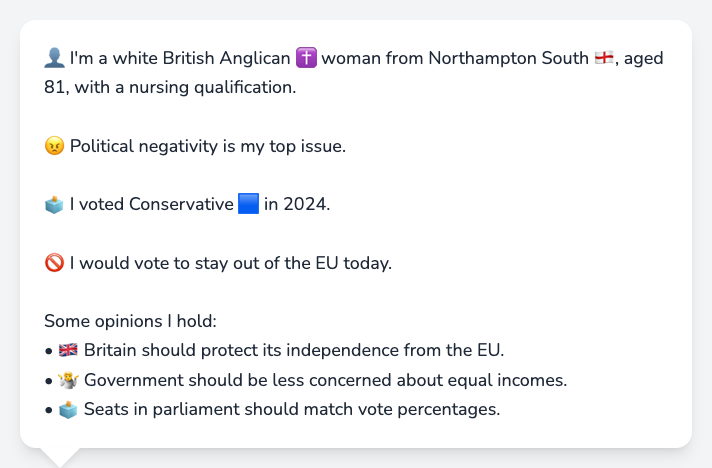 👤 I'm a white British Anglican ✝️ woman from Northampton South 🏴󠁧󠁢󠁥󠁮󠁧󠁿, aged
81, with a nursing qualification.
😠 Political negativity is my top issue.
🗳️ I voted Conservative 🟦 in 2024.
🚫 I would vote to stay out of the EU today.
Some opinions I hold:
• 🇬🇧 Britain should protect its independence from the EU.
• 🤷 Government should be less concerned about equal incomes.
• 🗳️ Seats in parliament should match vote percentages.